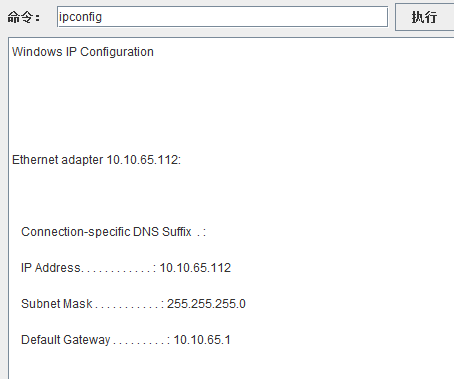 命令： ipconfig 执行
Windows IP Configuration
Ethernet adapter 10.10.65.112:
Connection-specific DNS Suffix . :
IP Address. . . . . . . . . . . . : 10.10.65.112
Subnet Mask . . . . . . . . . . . : 255.255.255.0
Default Gateway . . . . . . . . . : 10.10.65.1